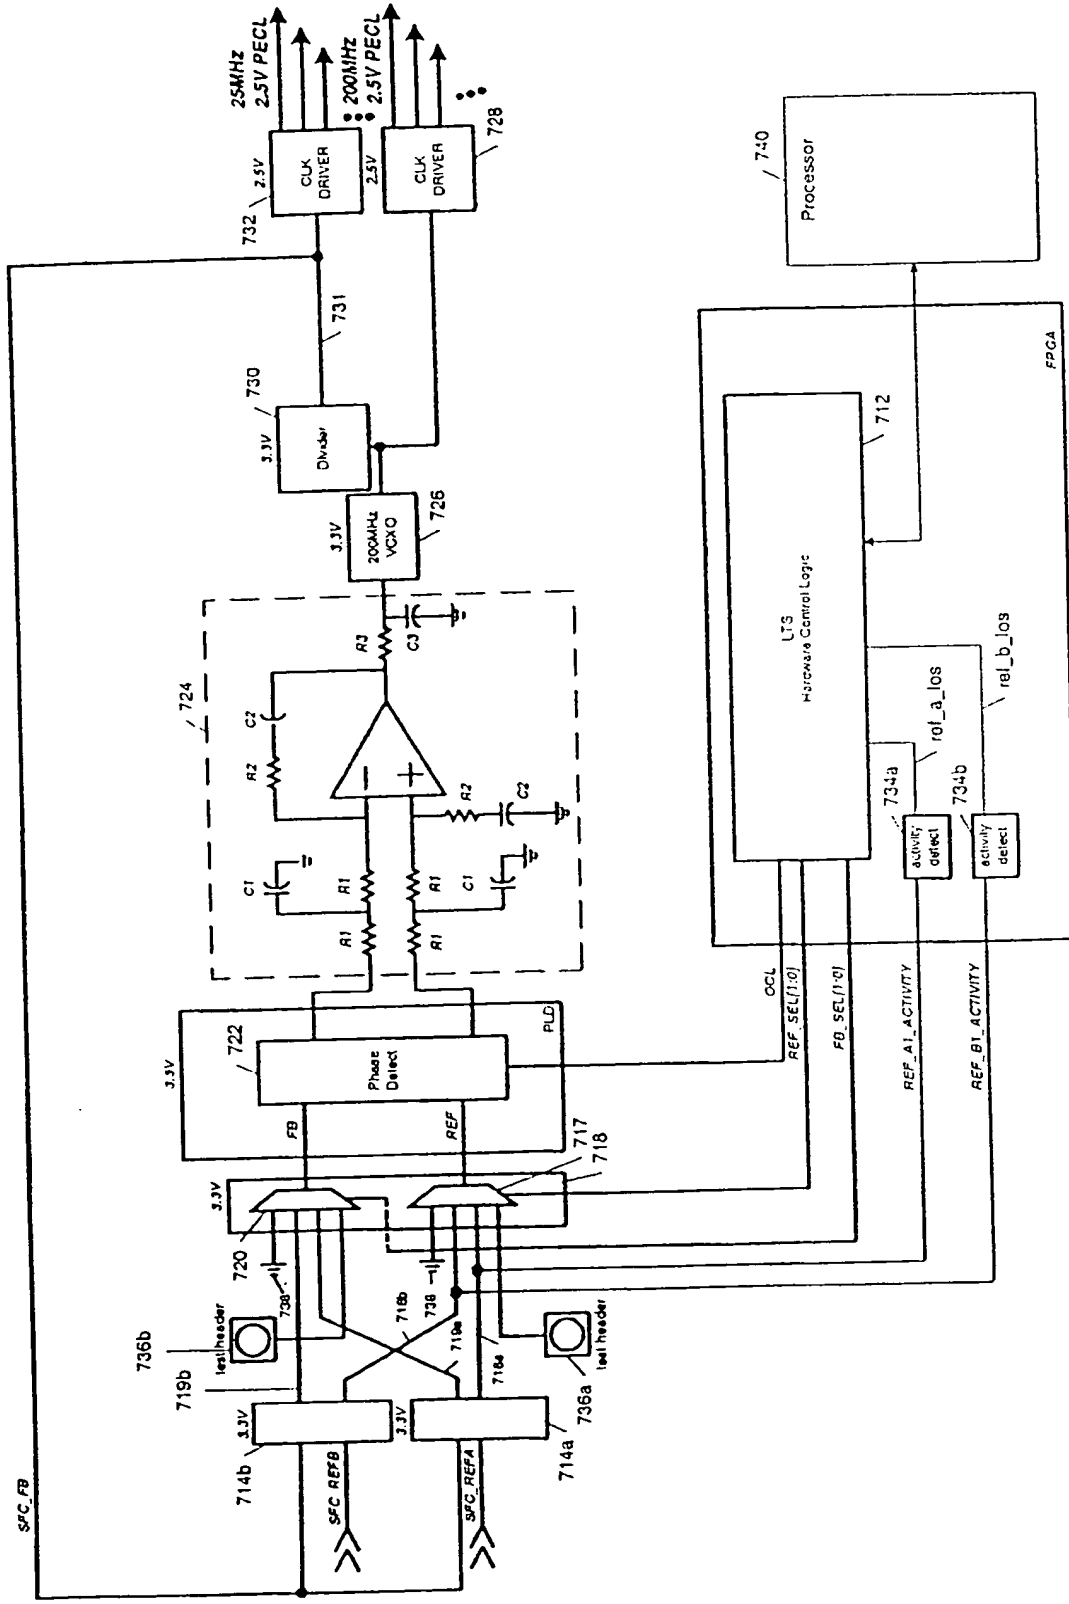 SFC_FB
714b
3.3V
719b
736b
test header
738
720
3.3V
SFC_REFB
SFC_REFA
3.3V
714a
736a
test header
718b
719a
718a
738
717
718
FB
REF
3.3V
722
Phase
Detect
PLD
724
R1
R1
C1
R1
R1
C1
R2
C2
R2
C2
R3
C3
3.3V
200MHz
VCXO
726
3.3V
730
Divider
731
732
2.5V
CLK
DRIVER
25MHz
2.5V PECL
200MHz
2.5V PECL
2.5V
CLK
DRIVER
728
OCL
REF_SEL[1:0]
FB_SEL[1:0]
REF_A1_ACTIVITY
REF_B1_ACTIVITY
734a
activity
detect
734b
activity
detect
rof_a_los
rel_b_los
LTS
Hardware Control Logic
712
FPGA
740
Processor